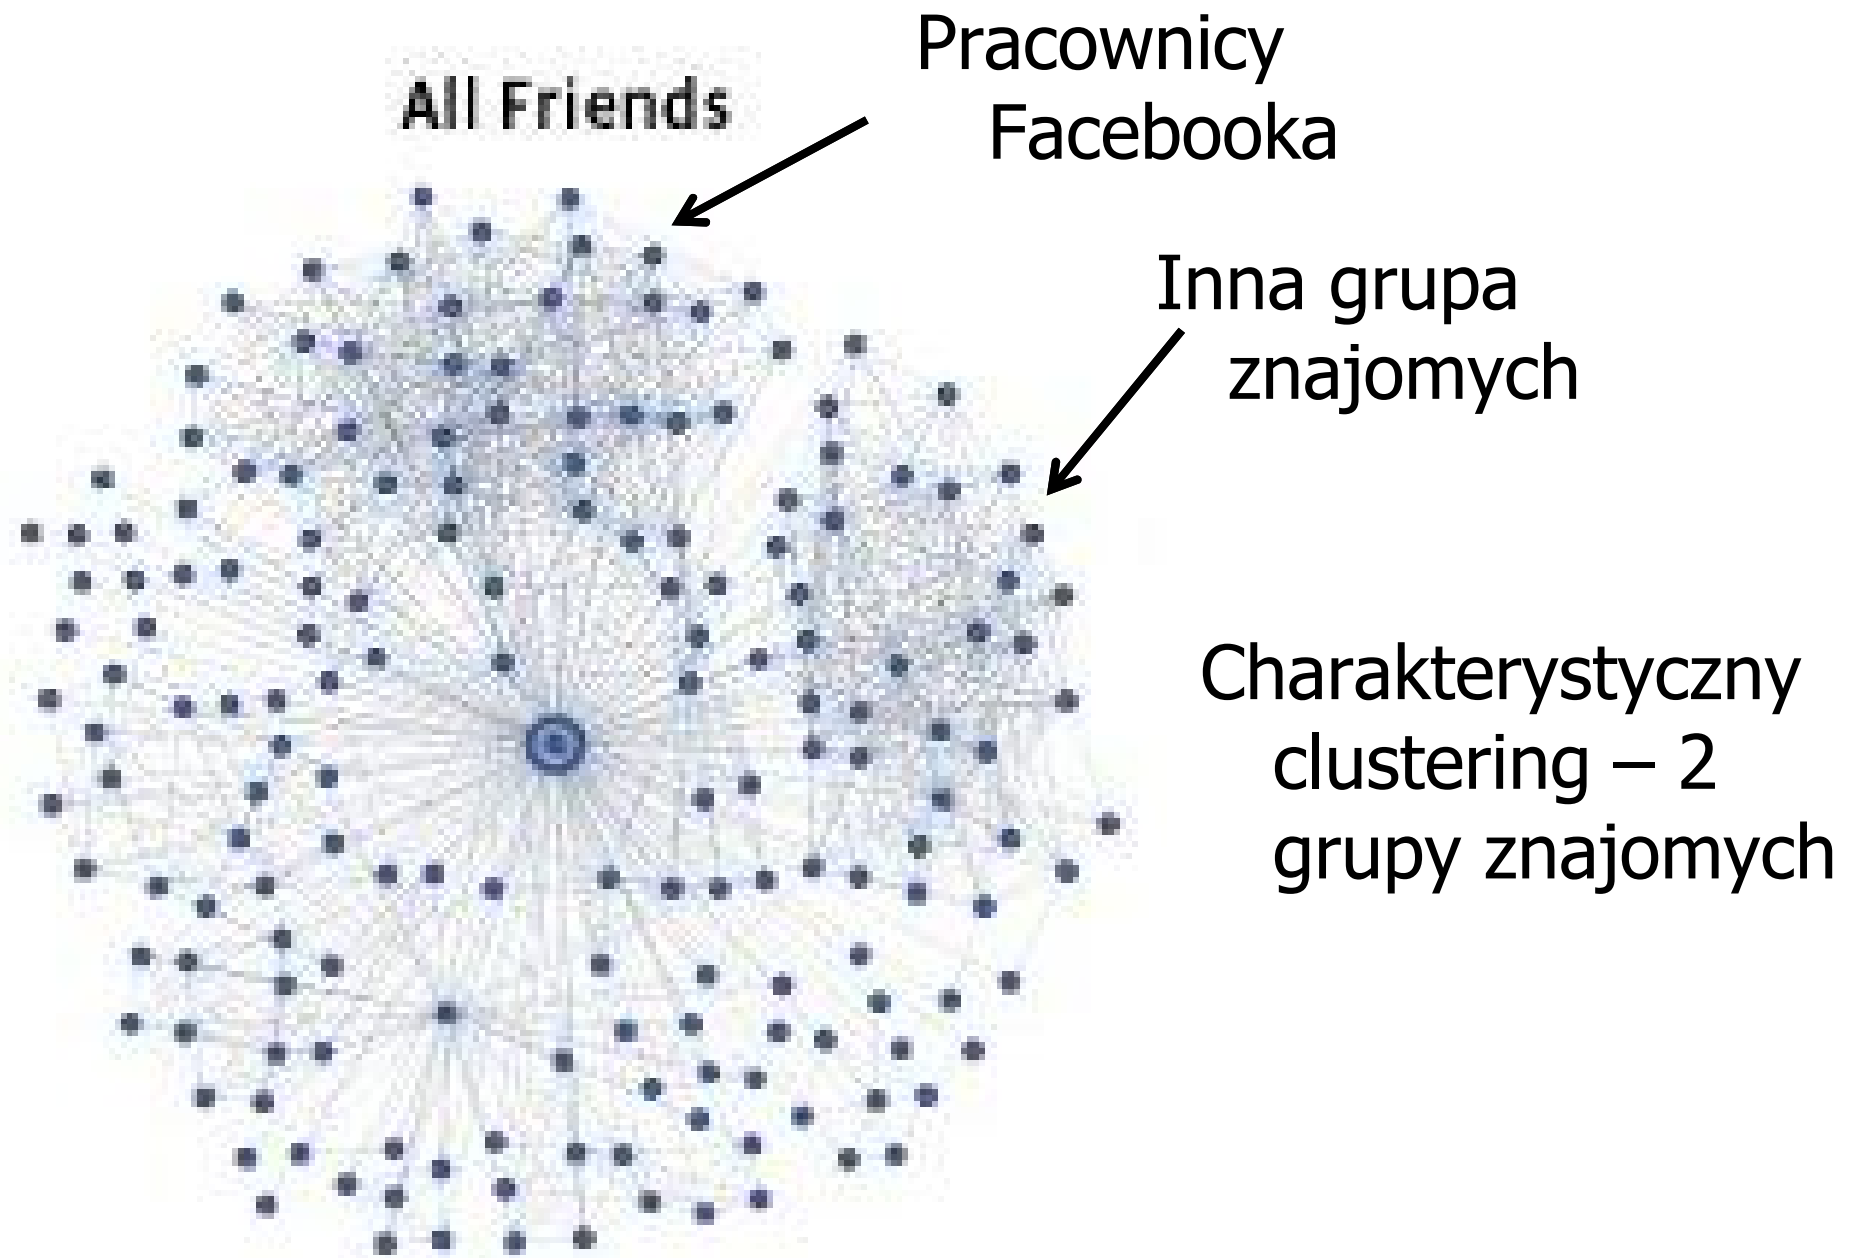 All Friends
Pracownicy
Facebooka
Inna grupa
znajomych
Charakterystyczny
clustering – 2
grupy znajomych